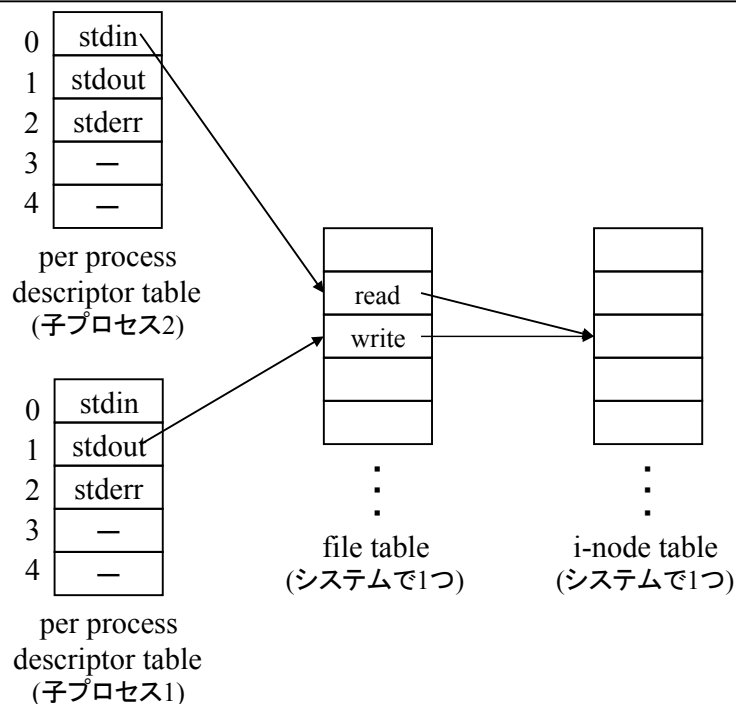 0 stdin
1 stdout
2 stderr
3 —
4 —
per process
descriptor table
(子プロセス2)
0 stdin
1 stdout
2 stderr
3 —
4 —
per process
descriptor table
(子プロセス1)
read
write
file table
(システムで1つ)
i-node table
(システムで1つ)